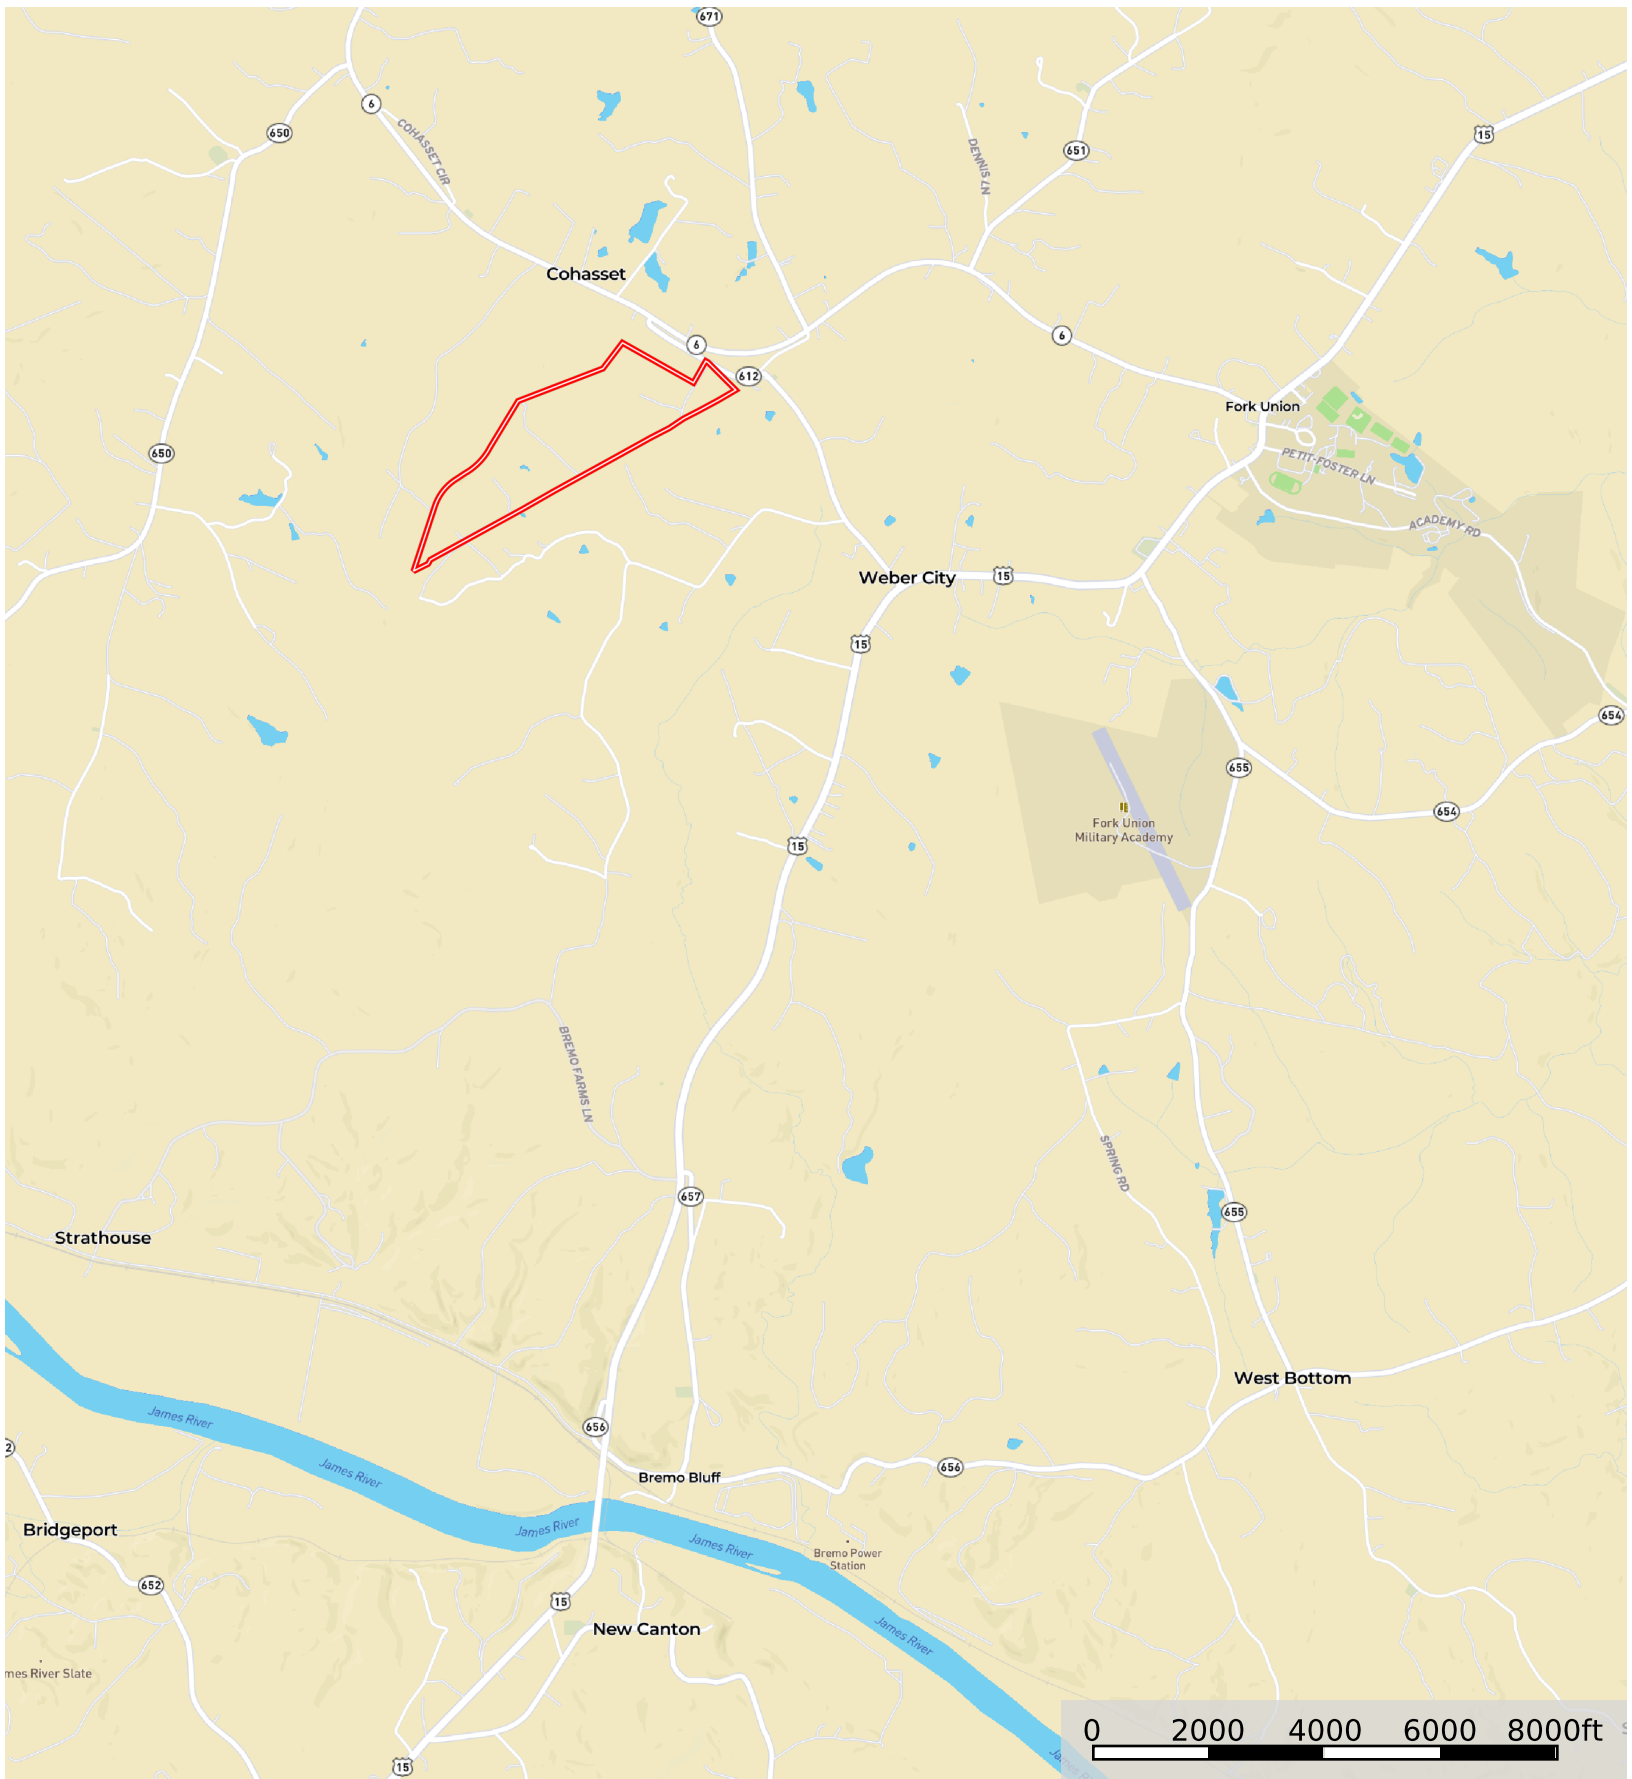 671
6
COHASSET CIR
650
15
651
DENNIS LN
Cohasset
6
6
612
Fork Union
650
PETIT-FOSTER LN
ACADEMY RD
Weber City
15
15
654
655
654
Fork Union
Military Academy
15
BREMO FARMS LN
SPRING RD
657
655
Strathouse
West Bottom
James River
656
2
656
James River
Bremo Bluff
Bridgeport
James River
James River
Bremo Power
Station
652
15
New Canton
James River
mes River Slate
0 2000 4000 6000 8000ft
15